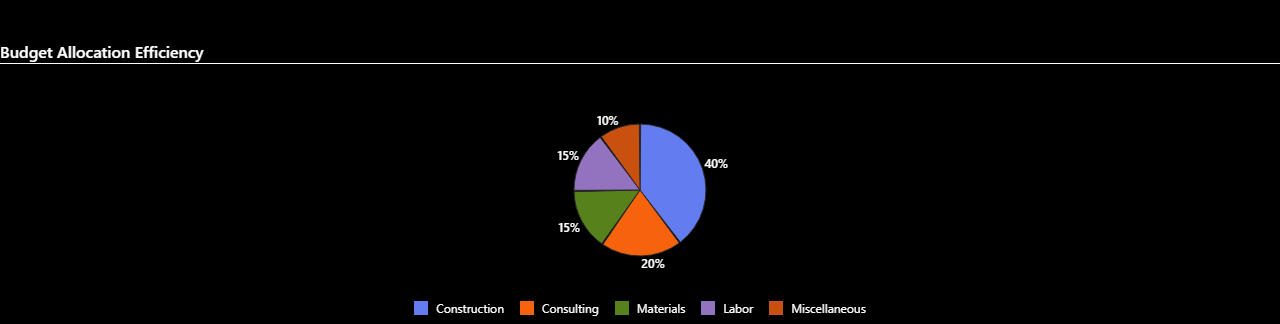 Budget Allocation Efficiency
10%
40%
15%
15%
20%
Construction Consulting Materials Labor Miscellaneous